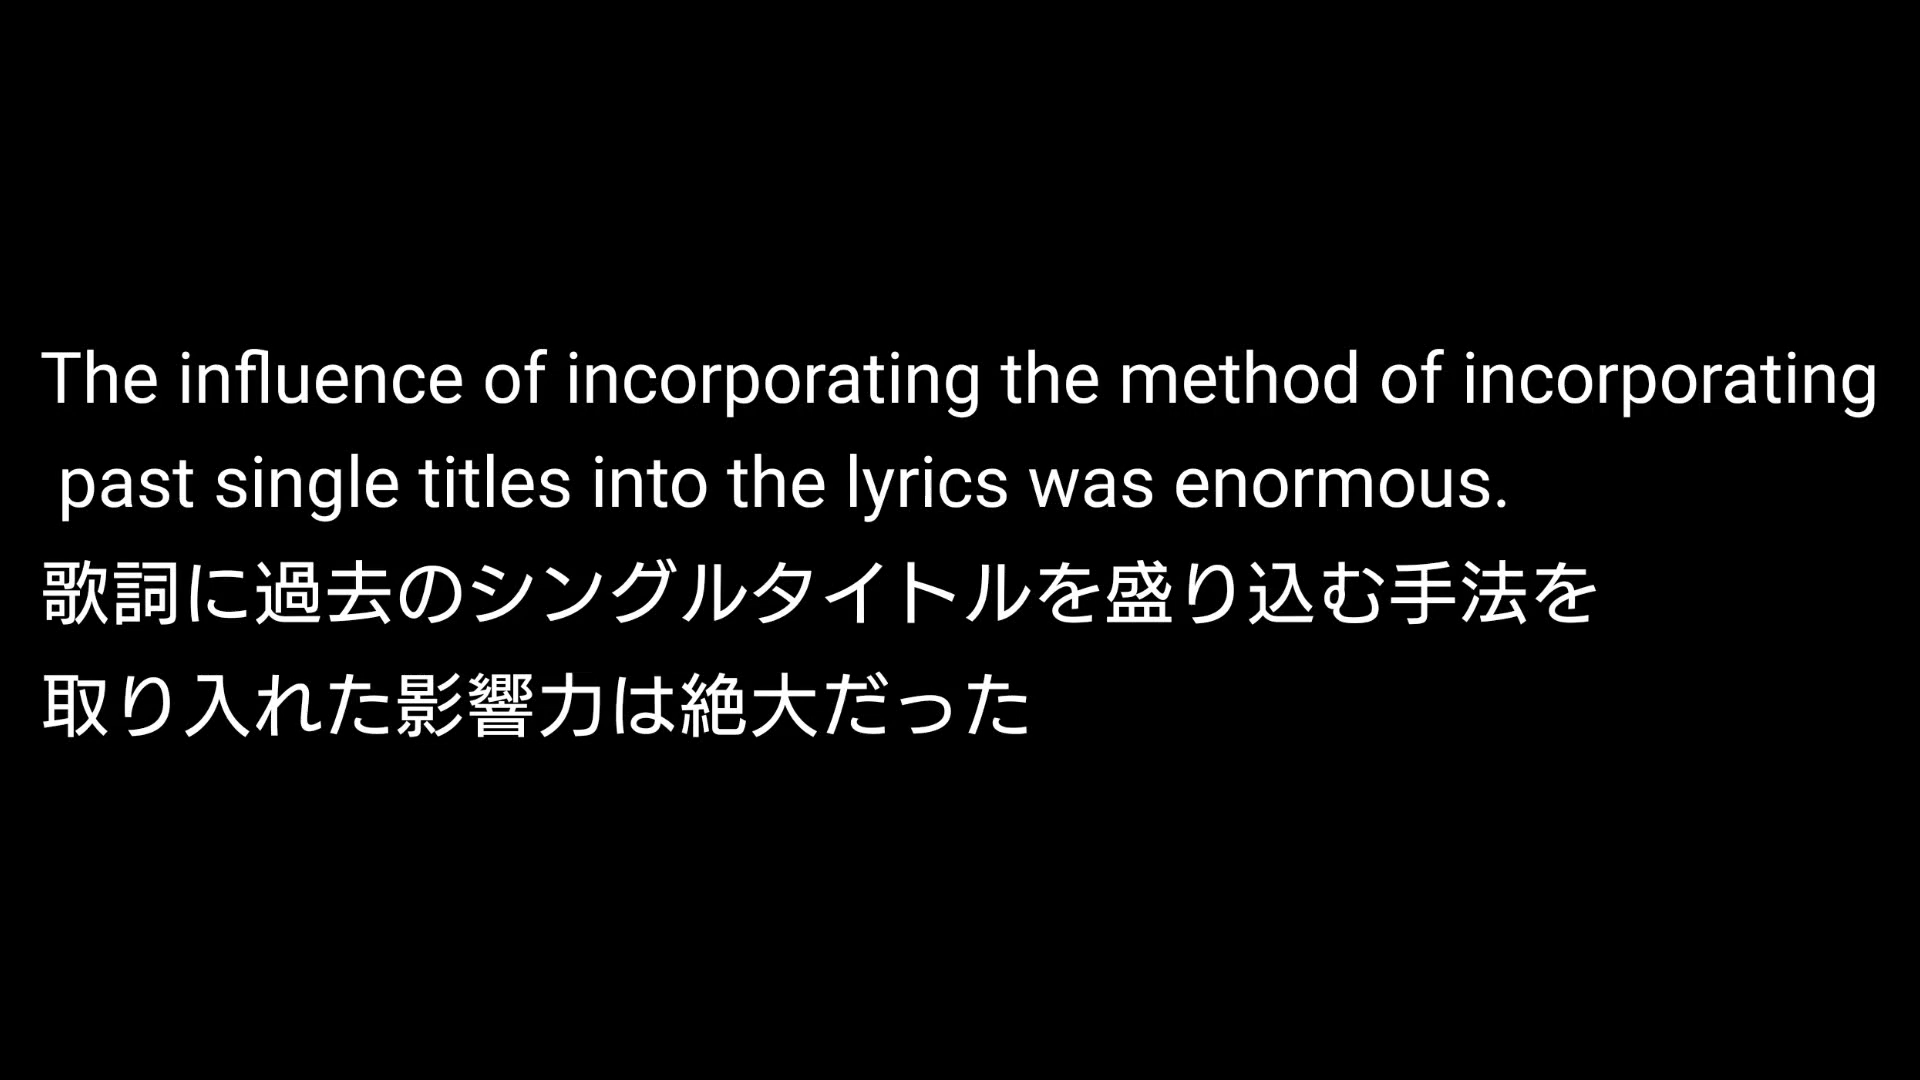 The influence of incorporating the method of incorporating
past single titles into the lyrics was enormous.
歌詞に過去のシングルタイトルを盛り込む手法を
取り入れた影響力は絶大だった